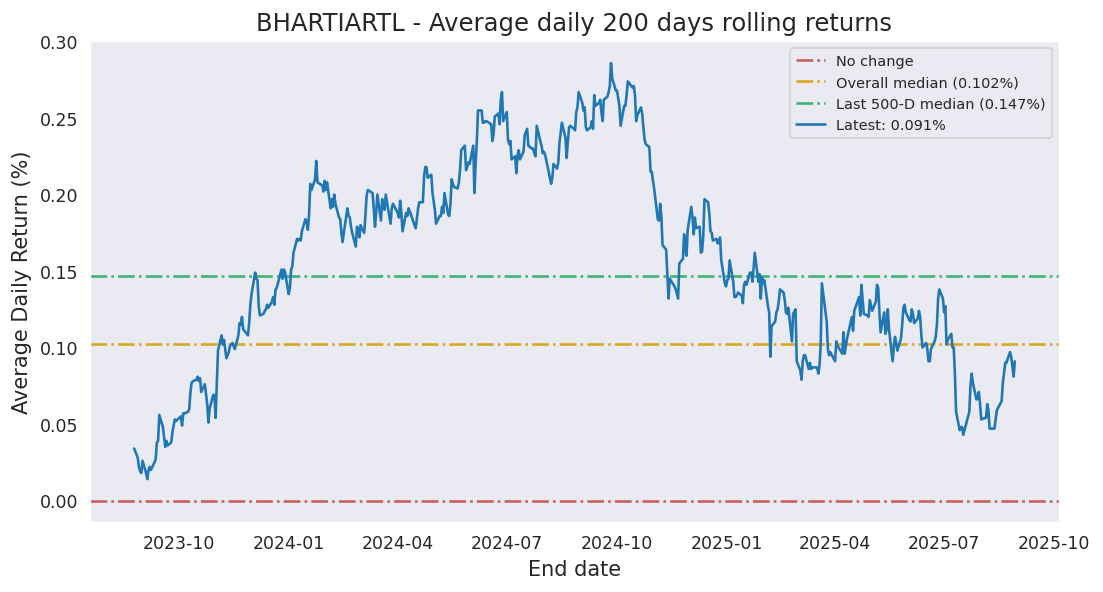 BHARTIARTL - Average daily 200 days rolling returns
No change
Overall median (0.102%)
Last 500-D median (0.147%)
Latest: 0.091%
Average Daily Return (%)
0.30
0.25
0.20
0.15
0.10
0.05
0.00
2023-10 2024-01 2024-04 2024-07 2024-10 2025-01 2025-04 2025-07 2025-10
End date